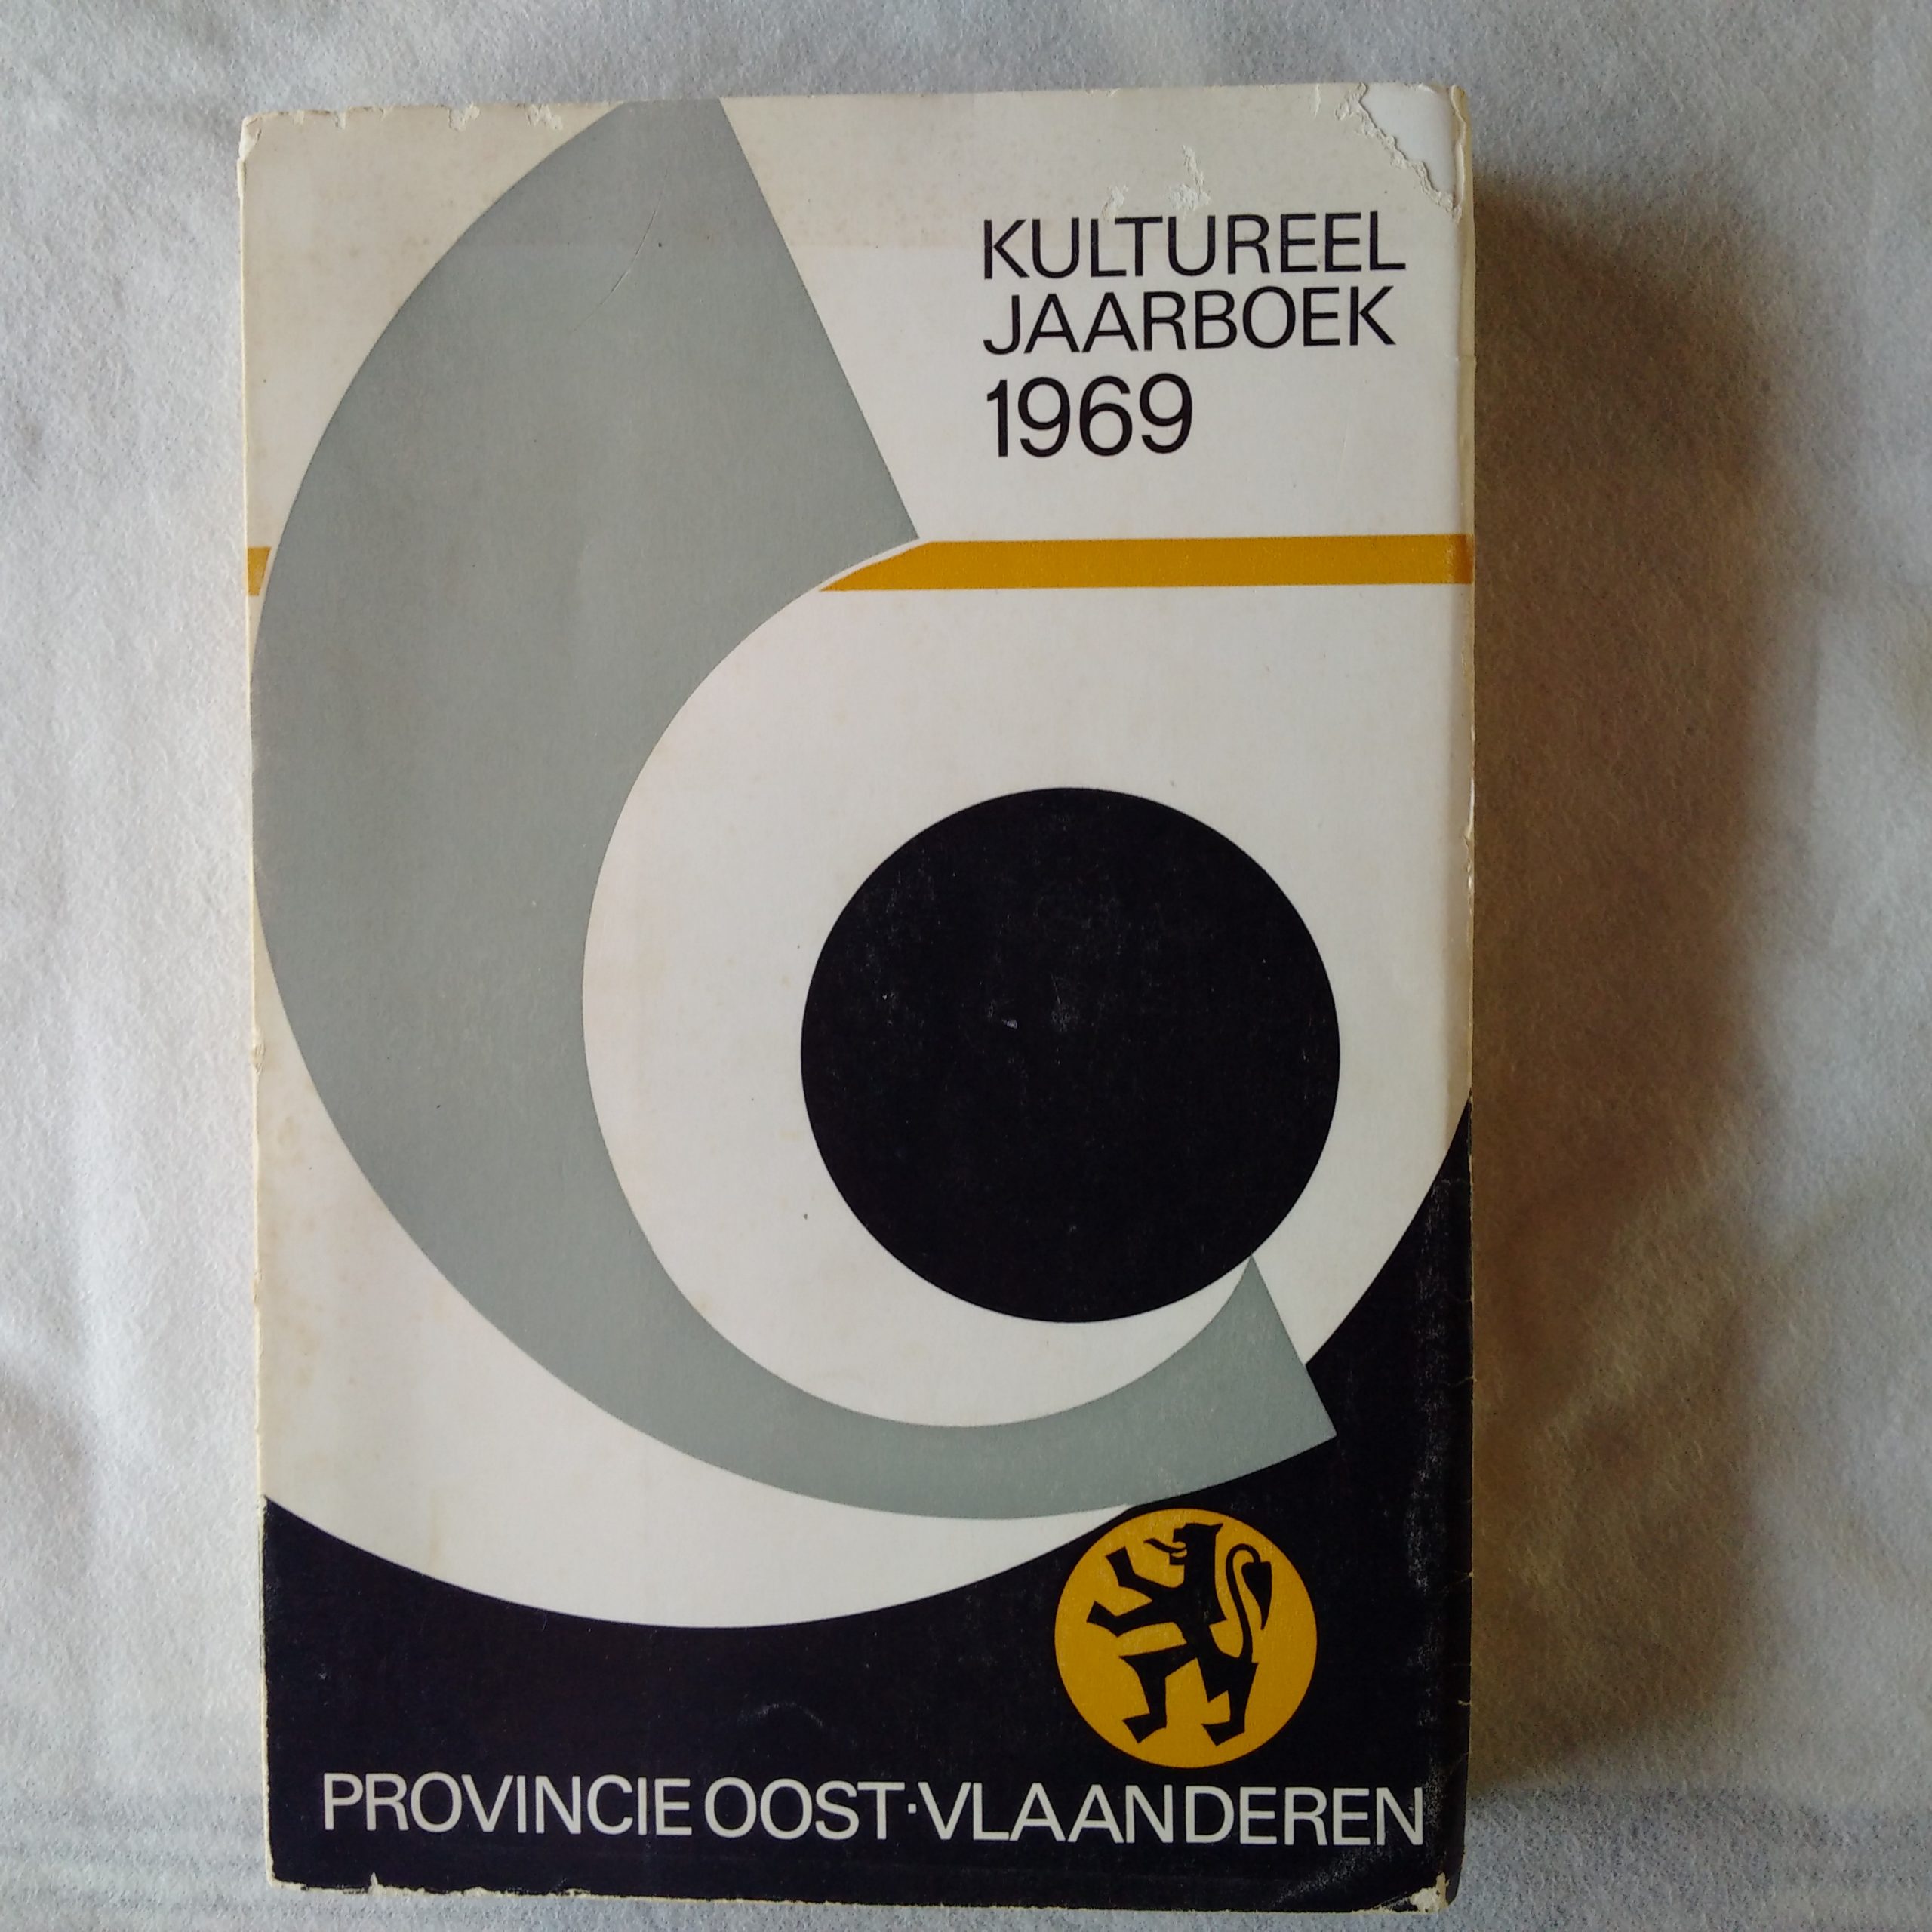 KULTUREEL
JAARBOEK
1969
PROVINCIE OOST·VLAANDEREN